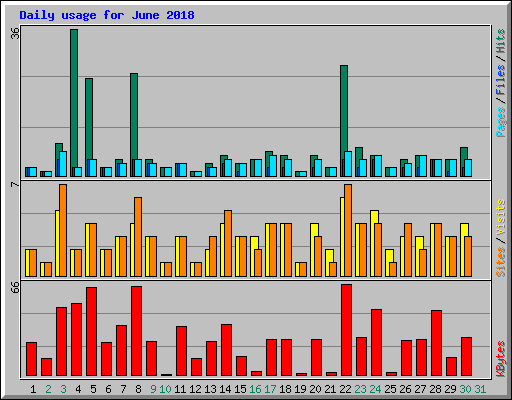 Daily usage for June 2018
36
Pages / Files / Hits
7
Sites / Visits
66
KBytes
1 2 3 4 5 6 7 8 9 10 11 12 13 14 15 16 17 18 19 20 21 22 23 24 25 26 27 28 29 30 31